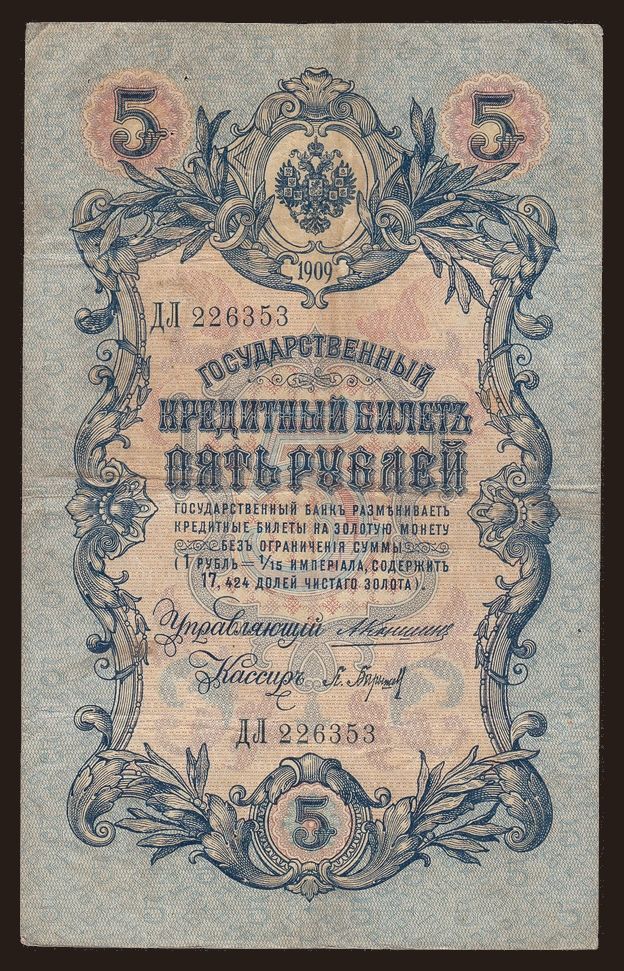 5 5
1909
ДЛ 226353
ГОСУДАРСТВЕННЫЙ
КРЕДИТНЫЙ БИЛЕТЪ
ПЯТЬ РУБЛЕЙ
ГОСУДАРСТВЕННЫЙ БАНКЪ РАЗМѢНИВАЕТЪ
КРЕДИТНЫЕ БИЛЕТЫ НА ЗОЛОТУЮ МОНЕТУ
БЕЗЪ ОГРАНИЧЕНІЯ СУММЫ
(1 РУБЛЬ = 1/15 ИМПЕРІАЛА, СОДЕРЖИТЪ
17,424 ДОЛЕЙ ЧИСТАГО ЗОЛОТА).
Управляющій
Кассиръ
ДЛ 226353
5